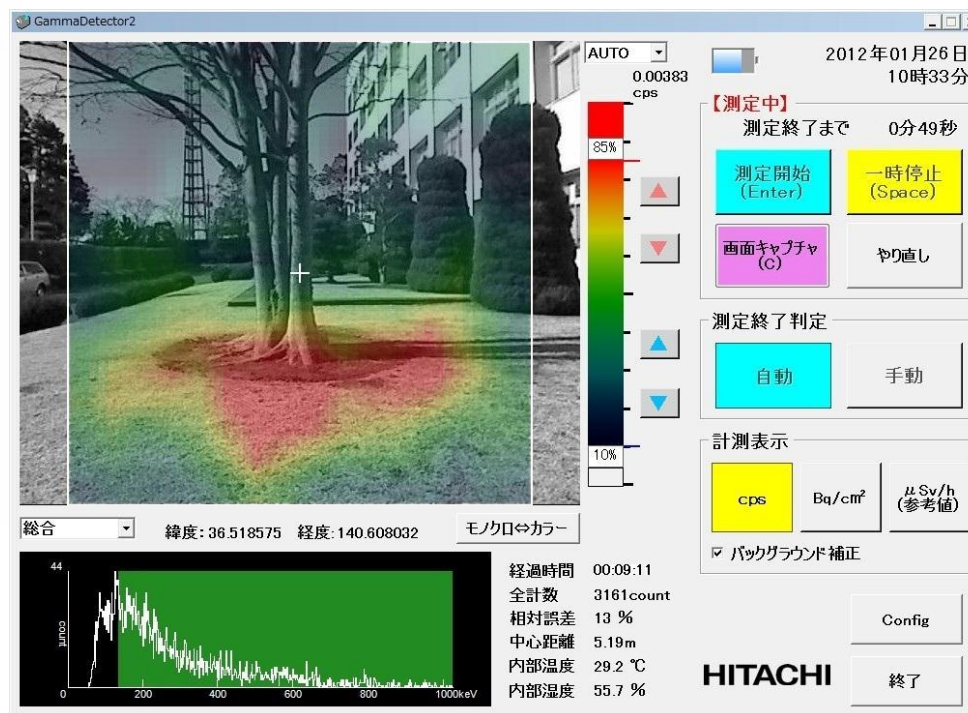 GammaDetector2
AUTO
0.00383
cps
85%
10%
2012年01月26日
10時33分
【測定中】
測定終了まで 0分49秒
測定開始
(Enter)
一時停止
(Space)
画面キャプチャ
(C)
やり直し
測定終了判定
自動
手動
計測表示
cps
Bq/cm²
μSv/h
(参考値)
バックグラウンド補正
総合
緯度:36.518575 経度:140.608032
モノクロ⇔カラー
44
count
0 200 400 600 800 1000keV
経過時間 00:09:11
全計数 3161count
相対誤差 13 %
中心距離 5.19m
内部温度 29.2 ℃
内部湿度 55.7 %
Config
HITACHI
終了